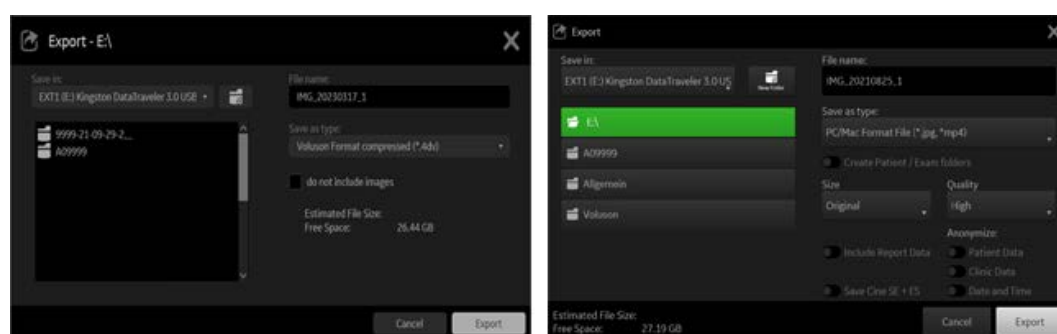 Export - E:\
X
Save in:
EXT1 (E:) Kingston DataTraveler 3.0 USB
9999-21-09-29-2__
A09999
File name:
IMG_20230317_1
Save as type:
Voluson Format compressed (*.4dv)
do not include images
Estimated File Size:
Free Space: 26.44 GB
Cancel
Export
Export
X
Save in:
EXT1 (E:) Kingston DataTraveler 3.0 US
New Folder
E:\
A09999
Allgemein
Voluson
File name:
IMG_20210825_1
Save as type:
PC/Mac Format File (*.jpg, *mp4)
Create Patient / Exam folders
Size
Quality
Original
High
Anonymize:
Include Report Data
Patient Data
Clinic Data
Save Cine SE + ES
Date and Time
Estimated File Size:
Free Space: 27.19 GB
Cancel
Export